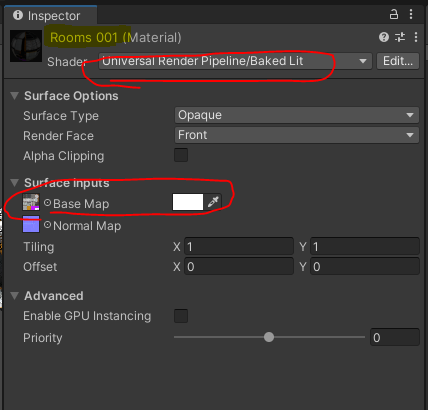 Inspector
Rooms 001 (Material)
Shader Universal Render Pipeline/Baked Lit Edit...
Surface Options
Surface Type Opaque
Render Face Front
Alpha Clipping
Surface Inputs
Base Map
Normal Map
Tiling X 1 Y 1
Offset X 0 Y 0
Advanced
Enable GPU Instancing
Priority 0